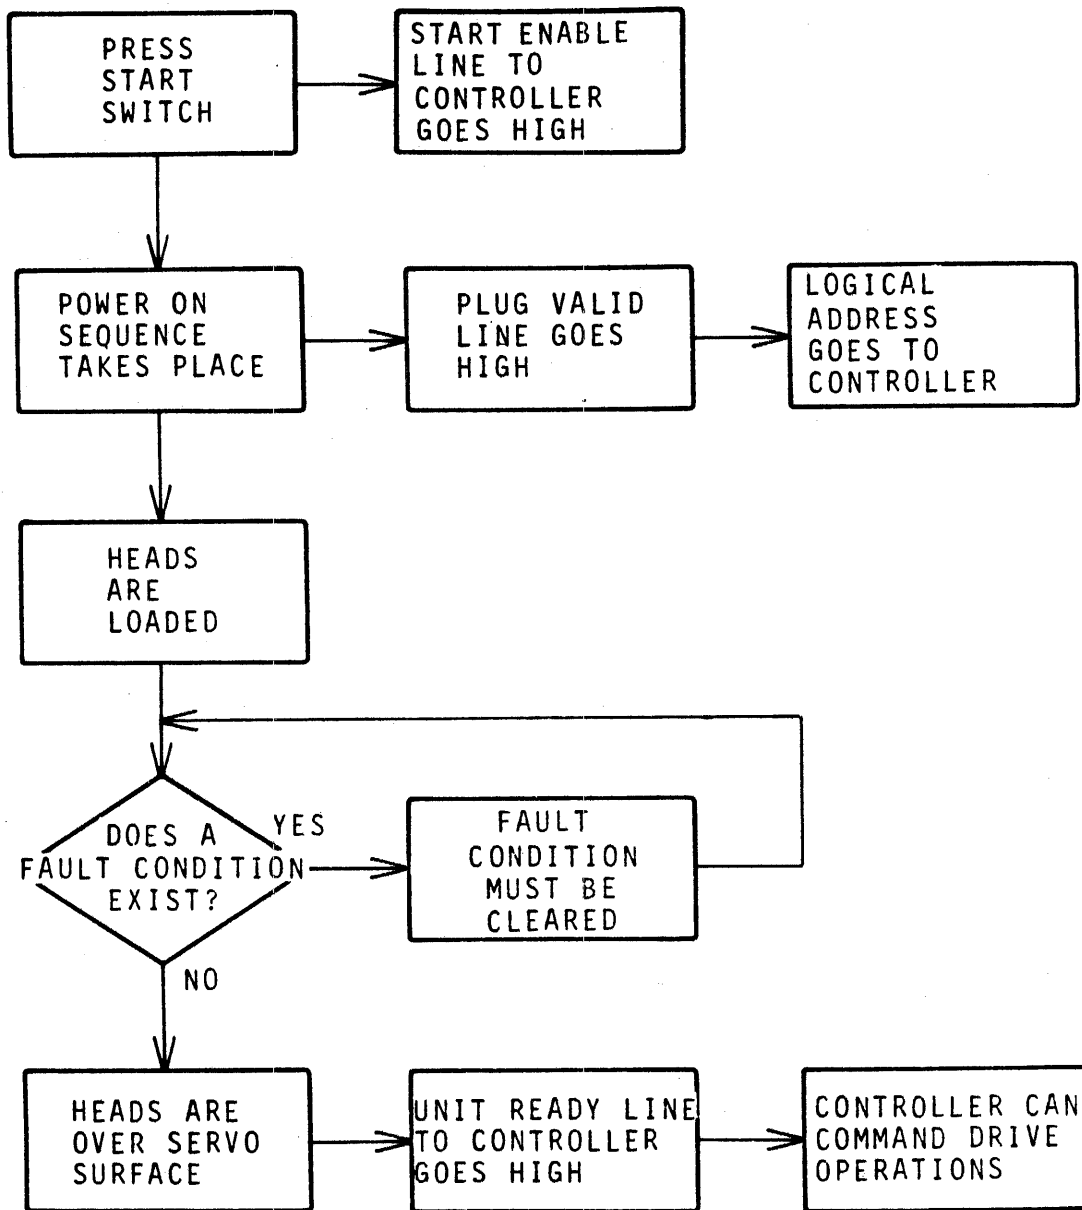 PRESS
START
SWITCH
START ENABLE
LINE TO
CONTROLLER
GOES HIGH
POWER ON
SEQUENCE
TAKES PLACE
PLUG VALID
LINE GOES
HIGH
LOGICAL
ADDRESS
GOES TO
CONTROLLER
HEADS
ARE
LOADED
DOES A
FAULT CONDITION
EXIST?
YES
FAULT
CONDITION
MUST BE
CLEARED
NO
HEADS ARE
OVER SERVO
SURFACE
UNIT READY LINE
TO CONTROLLER
GOES HIGH
CONTROLLER CAN
COMMAND DRIVE
OPERATIONS